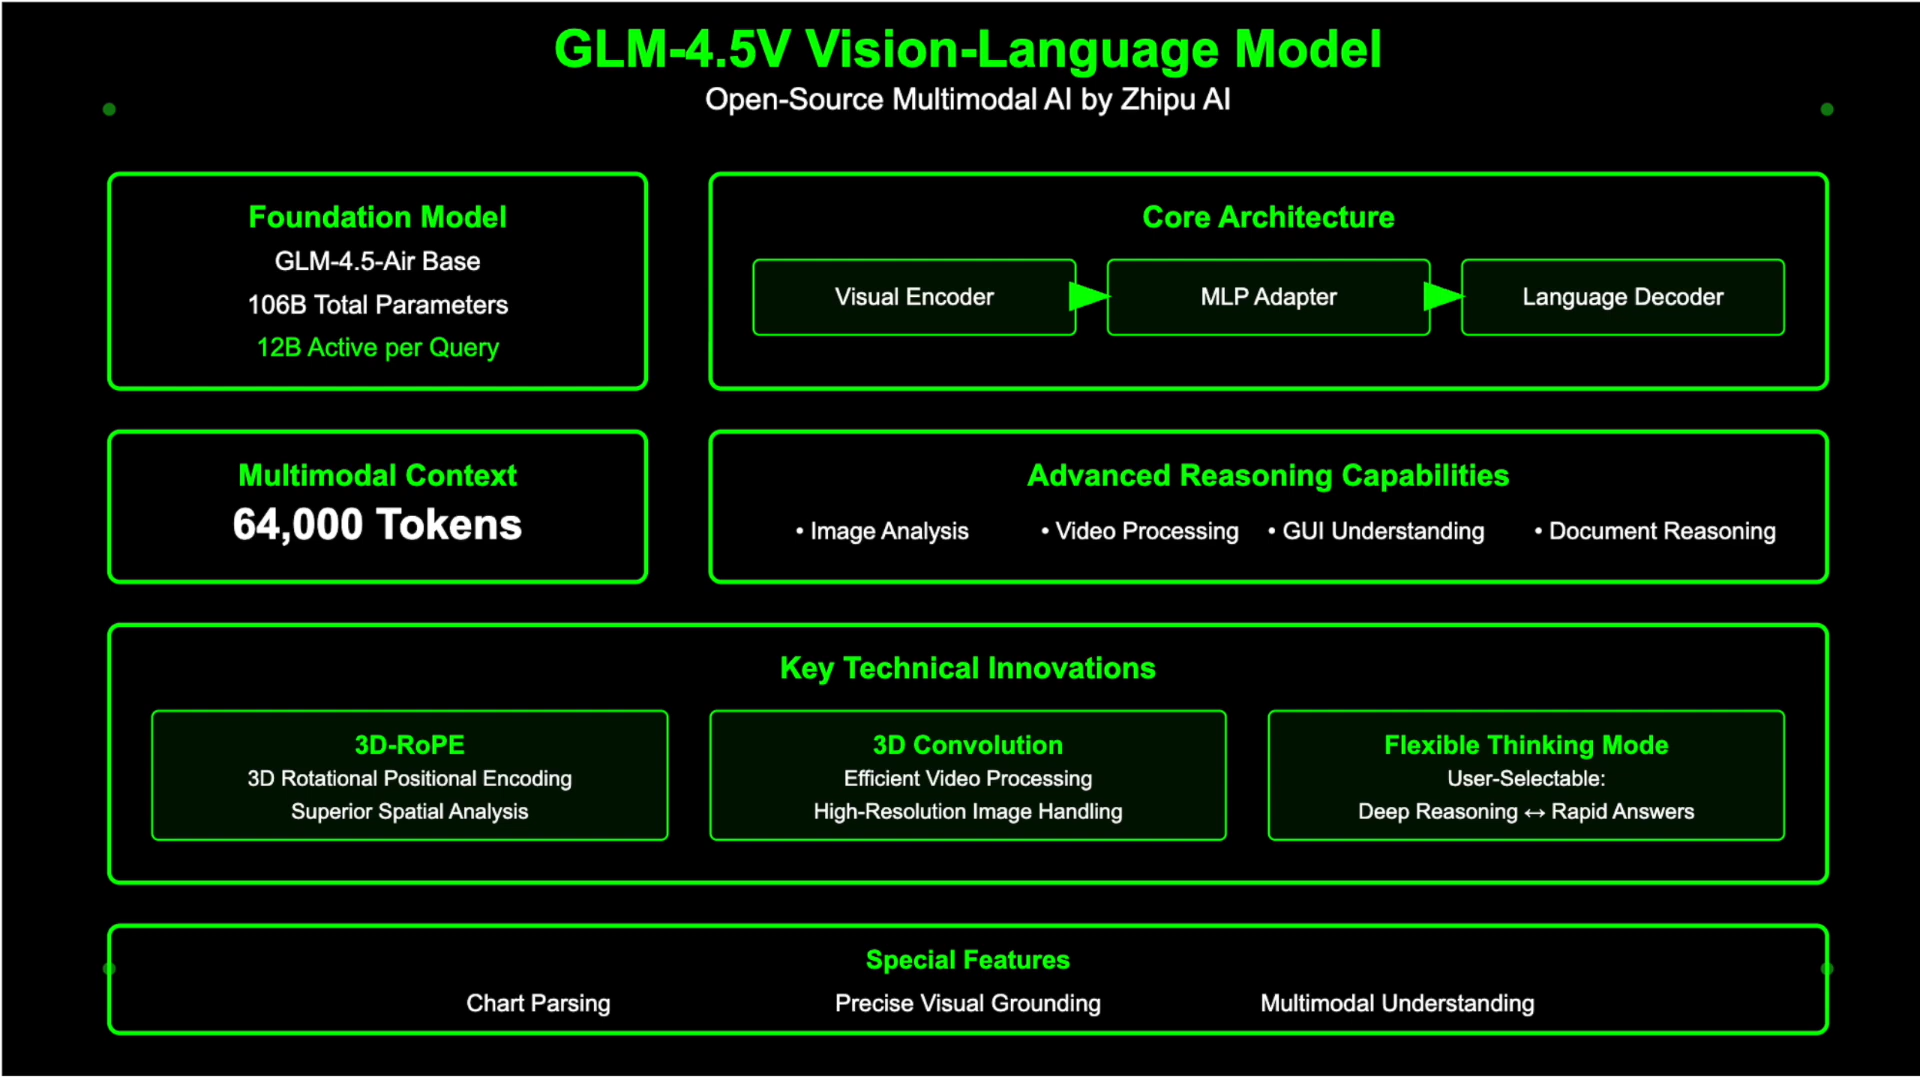 GLM-4.5V Vision-Language Model
Open-Source Multimodal AI by Zhipu AI
Foundation Model
GLM-4.5-Air Base
106B Total Parameters
12B Active per Query
Core Architecture
Visual Encoder
MLP Adapter
Language Decoder
Multimodal Context
64,000 Tokens
Advanced Reasoning Capabilities
• Image Analysis
• Video Processing
• GUI Understanding
• Document Reasoning
Key Technical Innovations
3D-RoPE
3D Rotational Positional Encoding
Superior Spatial Analysis
3D Convolution
Efficient Video Processing
High-Resolution Image Handling
Flexible Thinking Mode
User-Selectable:
Deep Reasoning ↔ Rapid Answers
Special Features
Chart Parsing
Precise Visual Grounding
Multimodal Understanding